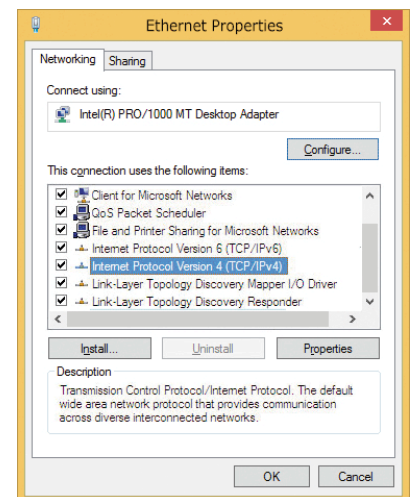 Ethernet Properties
Networking
Sharing
Connect using:
Intel(R) PRO/1000 MT Desktop Adapter
Configure...
This connection uses the following items:
Client for Microsoft Networks
QoS Packet Scheduler
File and Printer Sharing for Microsoft Networks
Internet Protocol Version 6 (TCP/IPv6)
Internet Protocol Version 4 (TCP/IPv4)
Link-Layer Topology Discovery Mapper I/O Driver
Link-Layer Topology Discovery Responder
Install...
Uninstall
Properties
Description
Transmission Control Protocol/Internet Protocol. The default
wide area network protocol that provides communication
across diverse interconnected networks.
OK
Cancel